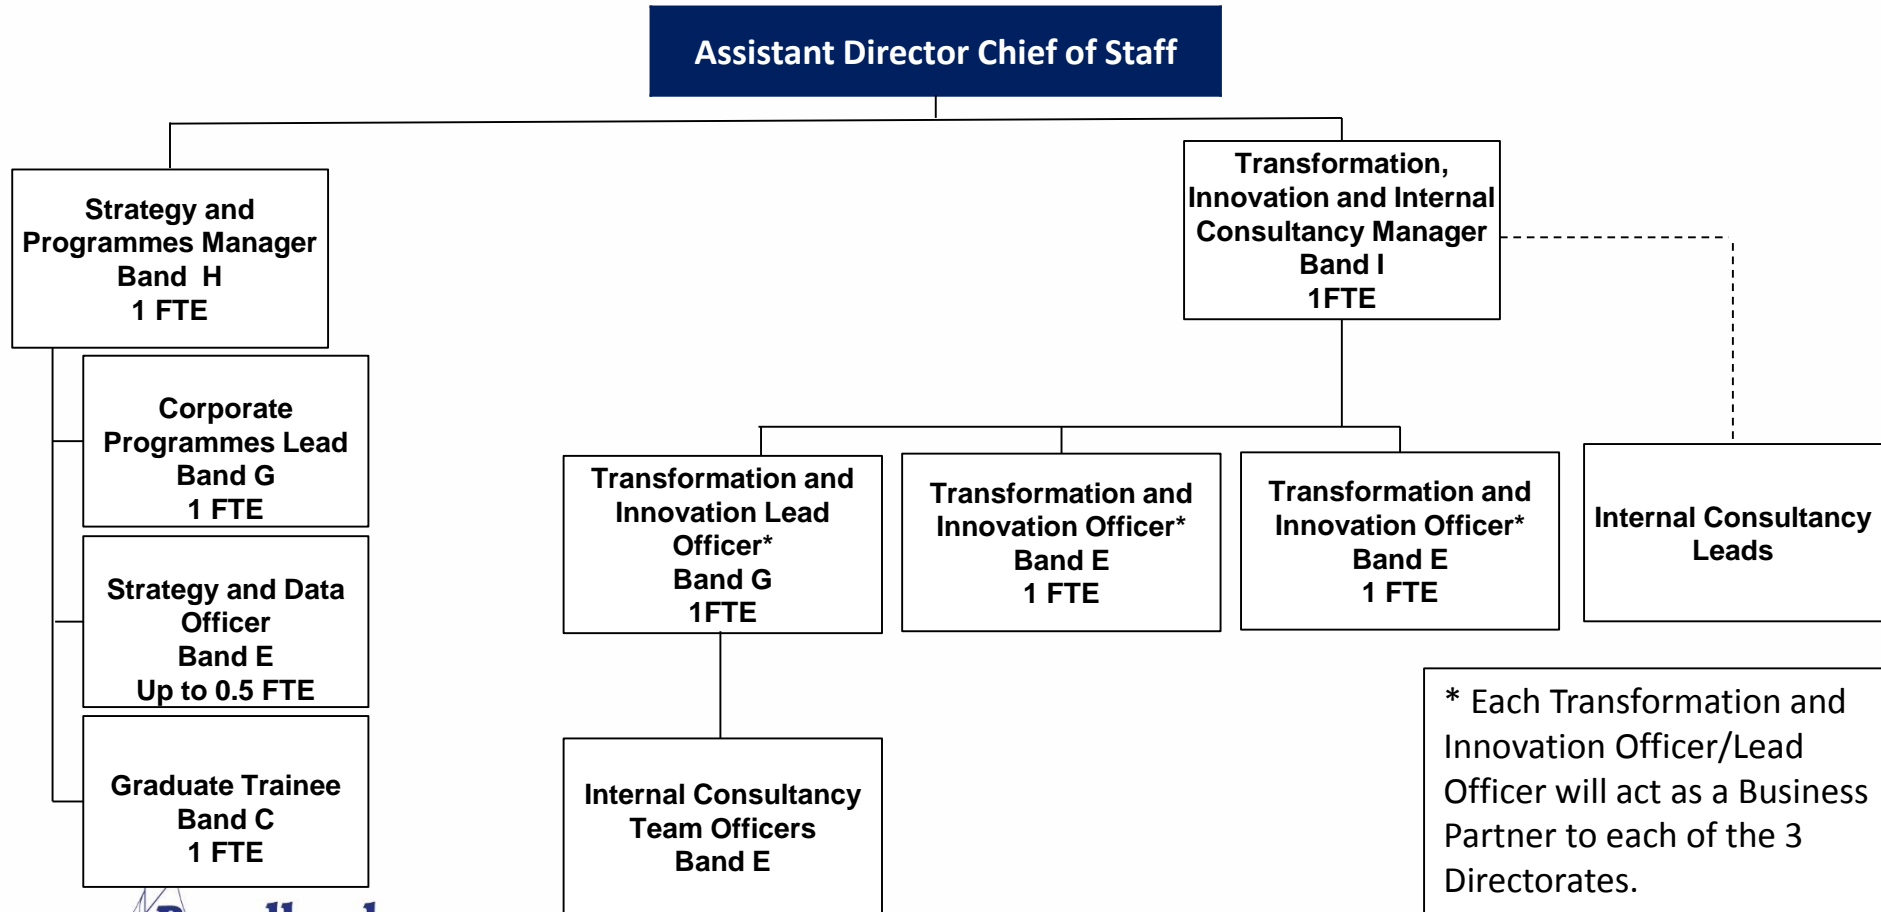 Assistant Director Chief of Staff
Strategy and
Programmes Manager
Band H
1 FTE
Transformation,
Innovation and Internal
Consultancy Manager
Band I
1FTE
Corporate
Programmes Lead
Band G
1 FTE
Strategy and Data
Officer
Band E
Up to 0.5 FTE
Graduate Trainee
Band C
1 FTE
Transformation and
Innovation Lead
Officer*
Band G
1FTE
Transformation and
Innovation Officer*
Band E
1 FTE
Transformation and
Innovation Officer*
Band E
1 FTE
Internal Consultancy
Leads
Internal Consultancy
Team Officers
Band E
* Each Transformation and
Innovation Officer/Lead
Officer will act as a Business
Partner to each of the 3
Directorates.